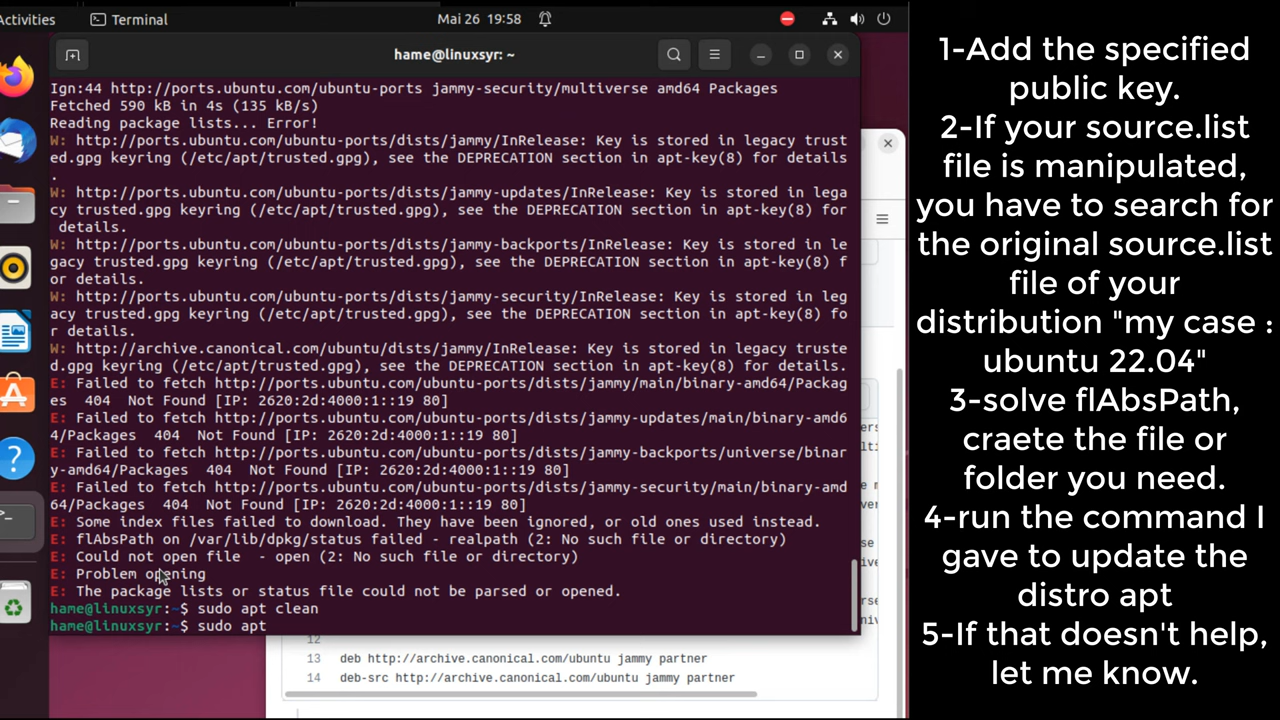 Activities
Terminal
Mai 26 19:58
hame@linuxsyr: ~
Ign:44 http://ports.ubuntu.com/ubuntu-ports jammy-security/multiverse amd64 Packages
Fetched 590 kB in 4s (135 kB/s)
Reading package lists... Error!
W: http://ports.ubuntu.com/ubuntu-ports/dists/jammy/InRelease: Key is stored in legacy trust
ed.gpg keyring (/etc/apt/trusted.gpg), see the DEPRECATION section in apt-key(8) for details
.
W: http://ports.ubuntu.com/ubuntu-ports/dists/jammy-updates/InRelease: Key is stored in lega
cy trusted.gpg keyring (/etc/apt/trusted.gpg), see the DEPRECATION section in apt-key(8) for
details.
W: http://ports.ubuntu.com/ubuntu-ports/dists/jammy-backports/InRelease: Key is stored in le
gacy trusted.gpg keyring (/etc/apt/trusted.gpg), see the DEPRECATION section in apt-key(8) f
or details.
W: http://ports.ubuntu.com/ubuntu-ports/dists/jammy-security/InRelease: Key is stored in leg
acy trusted.gpg keyring (/etc/apt/trusted.gpg), see the DEPRECATION section in apt-key(8) fo
r details.
W: http://archive.canonical.com/ubuntu/dists/jammy/InRelease: Key is stored in legacy truste
d.gpg keyring (/etc/apt/trusted.gpg), see the DEPRECATION section in apt-key(8) for details.
E: Failed to fetch http://ports.ubuntu.com/ubuntu-ports/dists/jammy/main/binary-amd64/Packag
es 404 Not Found [IP: 2620:2d:4000:1::19 80]
E: Failed to fetch http://ports.ubuntu.com/ubuntu-ports/dists/jammy-updates/main/binary-amd6
4/Packages 404 Not Found [IP: 2620:2d:4000:1::19 80]
E: Failed to fetch http://ports.ubuntu.com/ubuntu-ports/dists/jammy-backports/universe/binar
y-amd64/Packages 404 Not Found [IP: 2620:2d:4000:1::19 80]
E: Failed to fetch http://ports.ubuntu.com/ubuntu-ports/dists/jammy-security/main/binary-amd
64/Packages 404 Not Found [IP: 2620:2d:4000:1::19 80]
E: Some index files failed to download. They have been ignored, or old ones used instead.
E: flAbsPath on /var/lib/dpkg/status failed - realpath (2: No such file or directory)
E: Could not open file  - open (2: No such file or directory)
E: Problem opening
E: The package lists or status file could not be parsed or opened.
hame@linuxsyr:~$ sudo apt clean
hame@linuxsyr:~$ sudo apt
12
13 deb http://archive.canonical.com/ubuntu jammy partner
14 deb-src http://archive.canonical.com/ubuntu jammy partner
1-Add the specified
public key.
2-If your source.list
file is manipulated,
you have to search for
the original source.list
file of your
distribution "my case :
ubuntu 22.04"
3-solve flAbsPath,
craete the file or
folder you need.
4-run the command I
gave to update the
distro apt
5-If that doesn't help,
let me know.